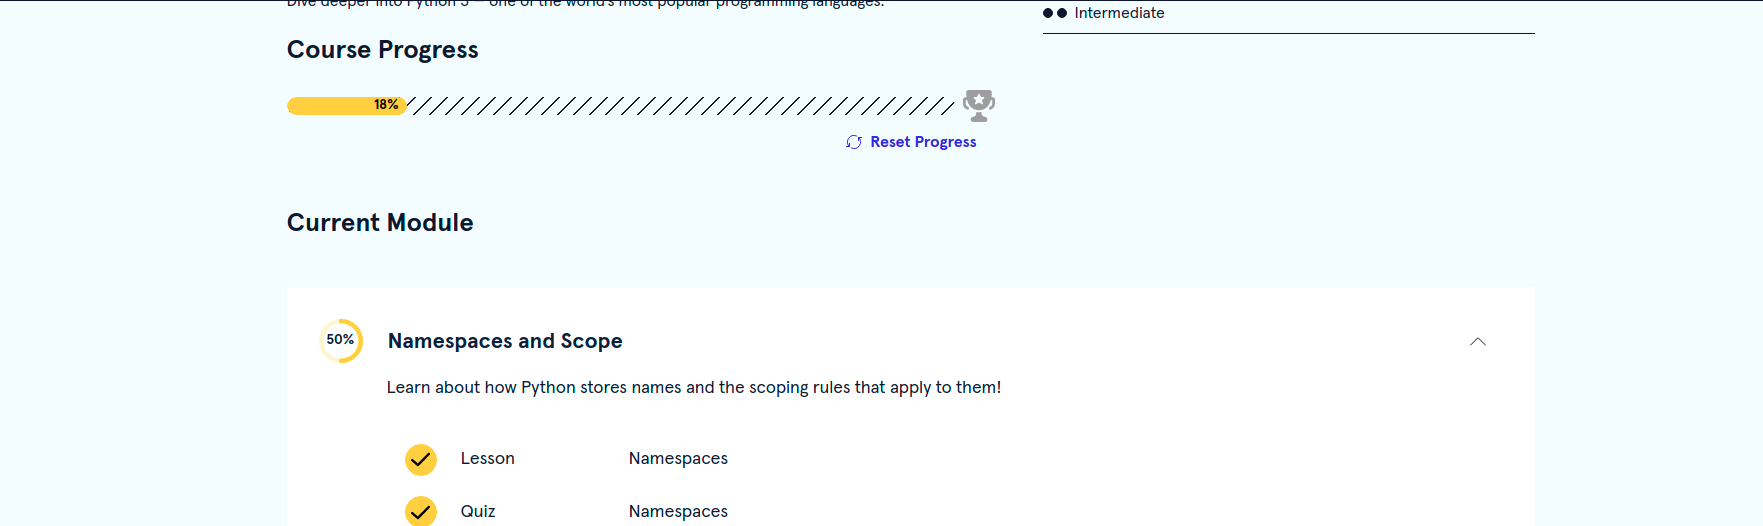 Dive deeper into Python 3 — one of the world's most popular programming languages.
Intermediate
Course Progress
18%
Reset Progress
Current Module
50%
Namespaces and Scope
Learn about how Python stores names and the scoping rules that apply to them!
Lesson Namespaces
Quiz Namespaces